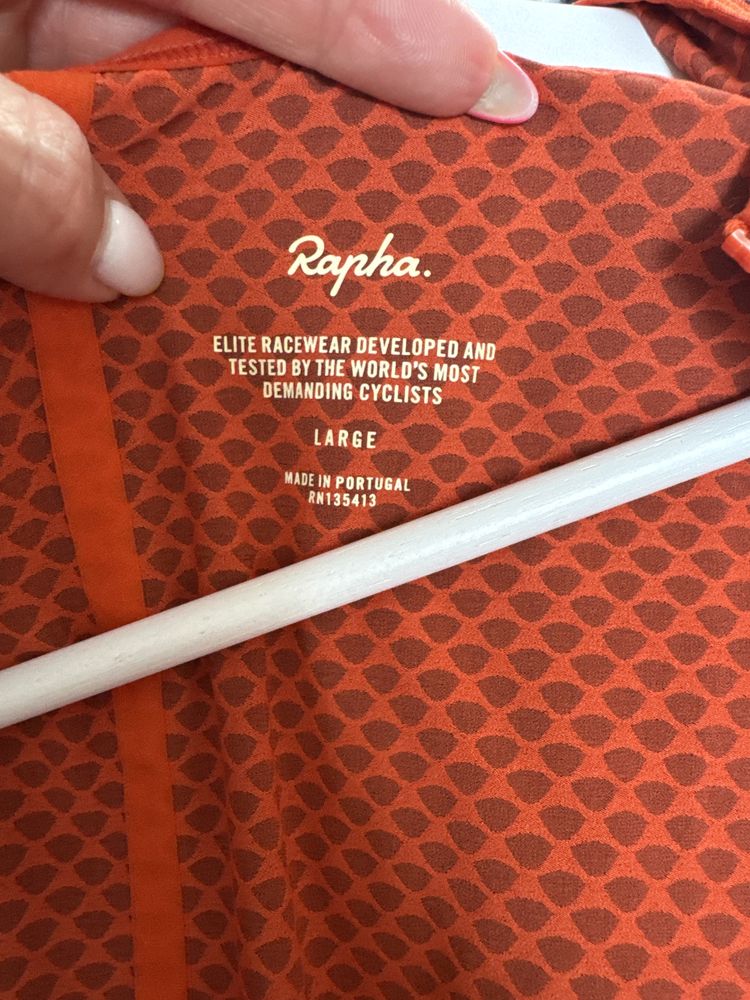 Rapha.
ELITE RACEWEAR DEVELOPED AND
TESTED BY THE WORLD'S MOST
DEMANDING CYCLISTS
LARGE
MADE IN PORTUGAL
RN135413